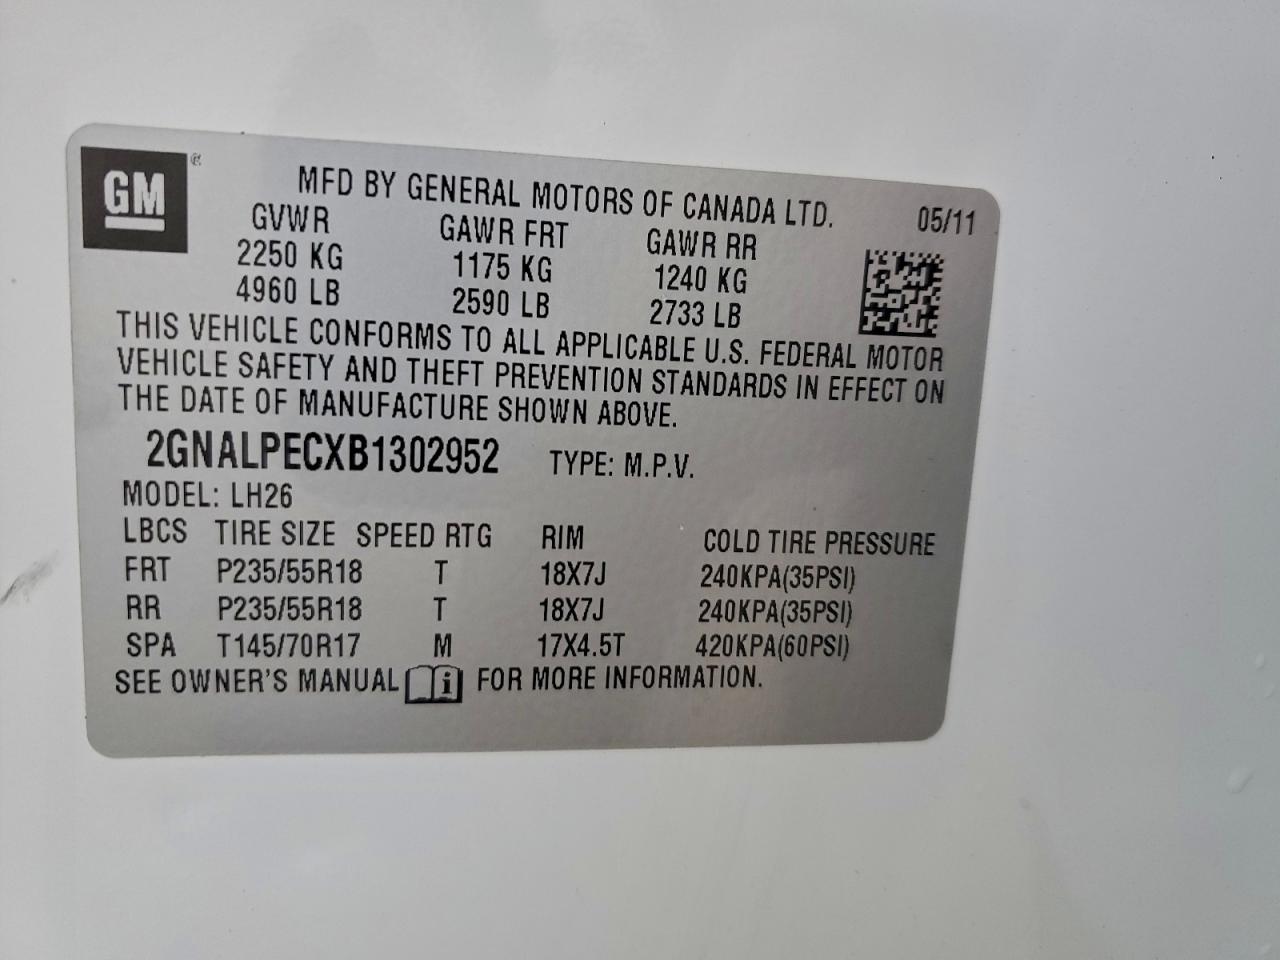 GM
MFD BY GENERAL MOTORS OF CANADA LTD. 05/11
GVWR GAWR FRT GAWR RR
2250 KG 1175 KG 1240 KG
4960 LB 2590 LB 2733 LB
THIS VEHICLE CONFORMS TO ALL APPLICABLE U.S. FEDERAL MOTOR
VEHICLE SAFETY AND THEFT PREVENTION STANDARDS IN EFFECT ON
THE DATE OF MANUFACTURE SHOWN ABOVE.
2GNALPECXB1302952 TYPE: M.P.V.
MODEL: LH26
LBCS TIRE SIZE SPEED RTG RIM COLD TIRE PRESSURE
FRT P235/55R18 T 18X7J 240KPA(35PSI)
RR P235/55R18 T 18X7J 240KPA(35PSI)
SPA T145/70R17 M 17X4.5T 420KPA(60PSI)
SEE OWNER'S MANUAL i FOR MORE INFORMATION.